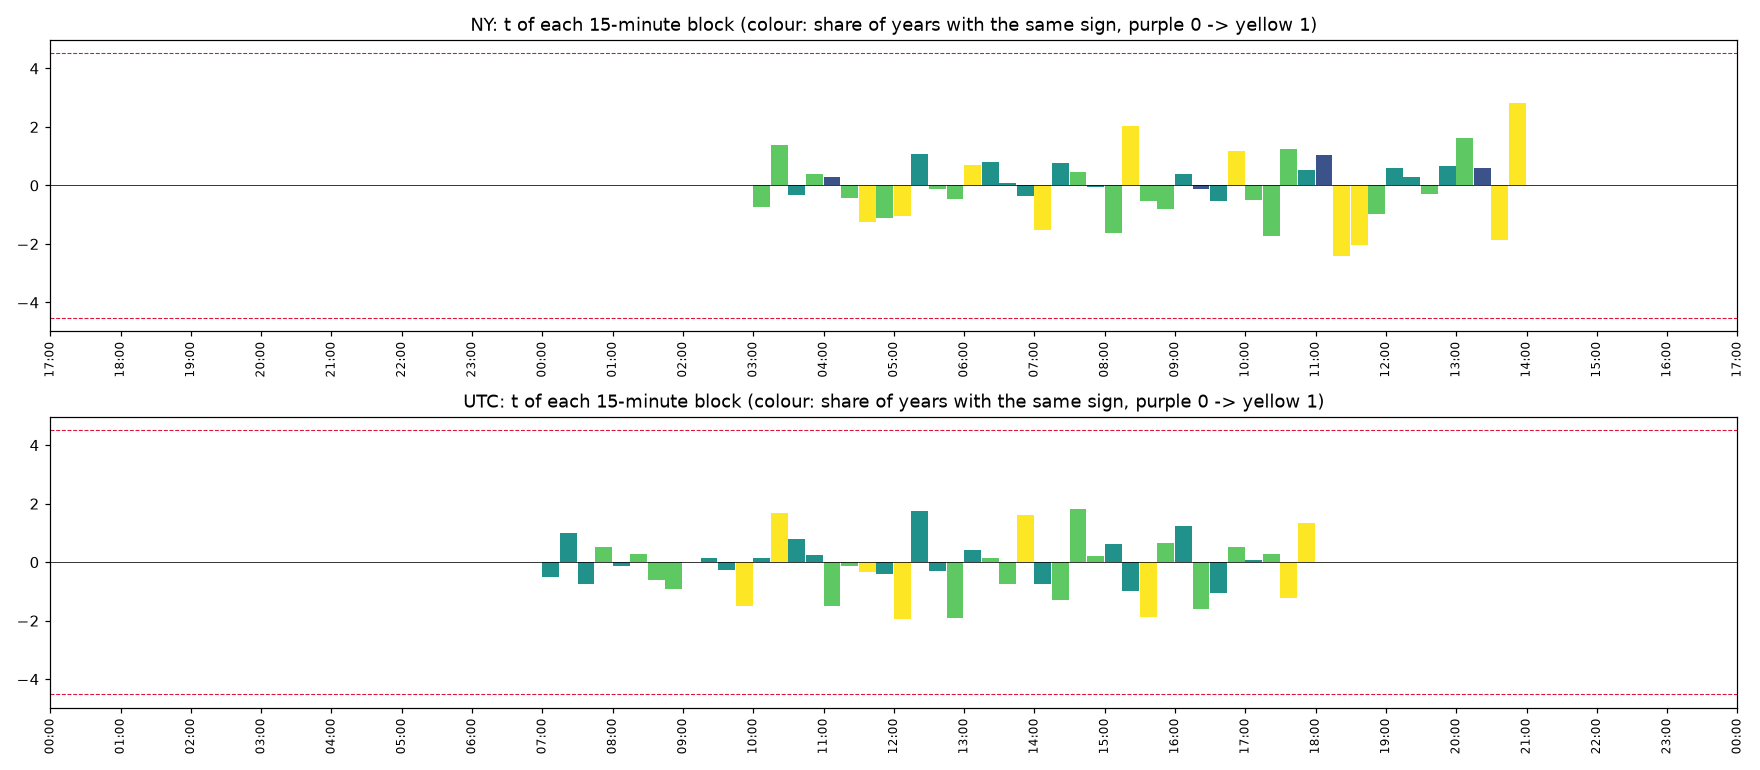 NY: t of each 15-minute block (colour: share of years with the same sign, purple 0 -> yellow 1)
4
2
0
−2
−4
17:00 18:00 19:00 20:00 21:00 22:00 23:00 00:00 01:00 02:00 03:00 04:00 05:00 06:00 07:00 08:00 09:00 10:00 11:00 12:00 13:00 14:00 15:00 16:00 17:00
UTC: t of each 15-minute block (colour: share of years with the same sign, purple 0 -> yellow 1)
4
2
0
−2
−4
00:00 01:00 02:00 03:00 04:00 05:00 06:00 07:00 08:00 09:00 10:00 11:00 12:00 13:00 14:00 15:00 16:00 17:00 18:00 19:00 20:00 21:00 22:00 23:00 00:00